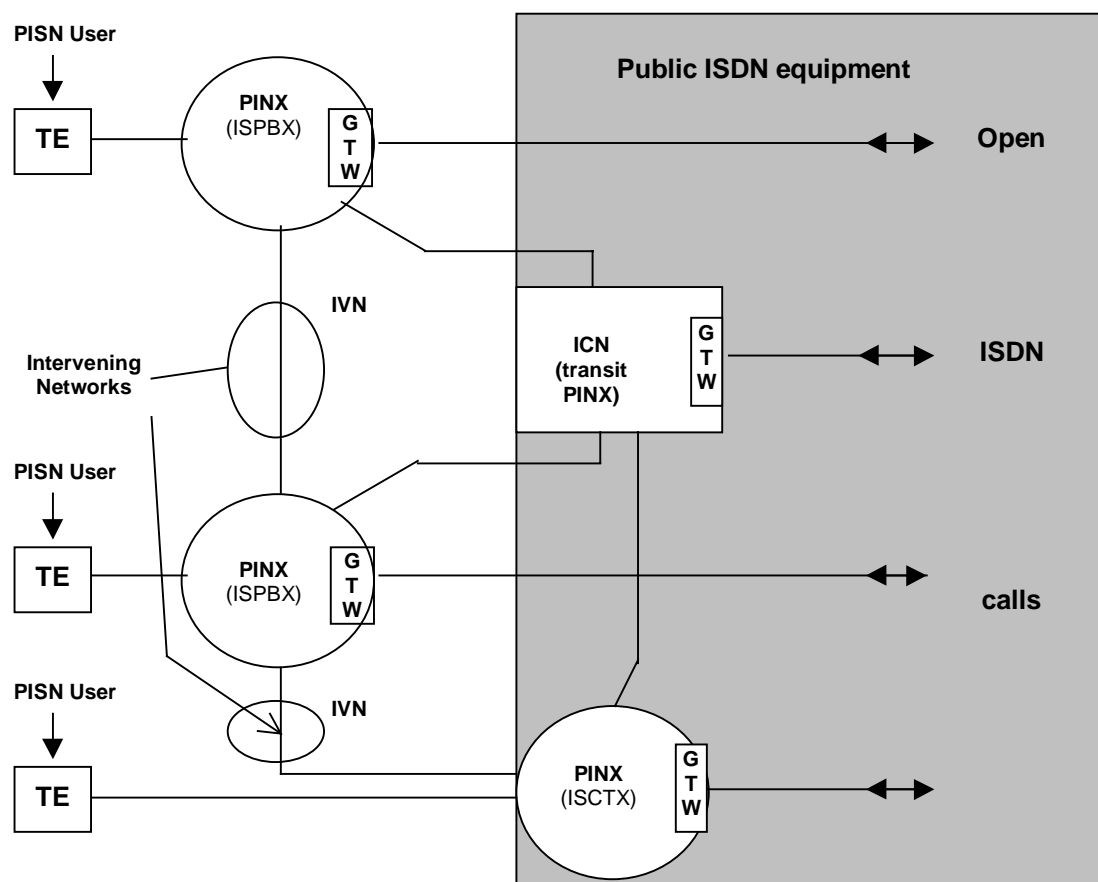 PISN User
Public ISDN equipment
PINX
(ISPBX)
G
T
W
TE
Open
IVN
ICN
(transit
PINX)
G
T
W
ISDN
Intervening
Networks
PISN User
PINX
(ISPBX)
G
T
W
TE
calls
PISN User
IVN
TE
PINX
(ISCTX)
G
T
W